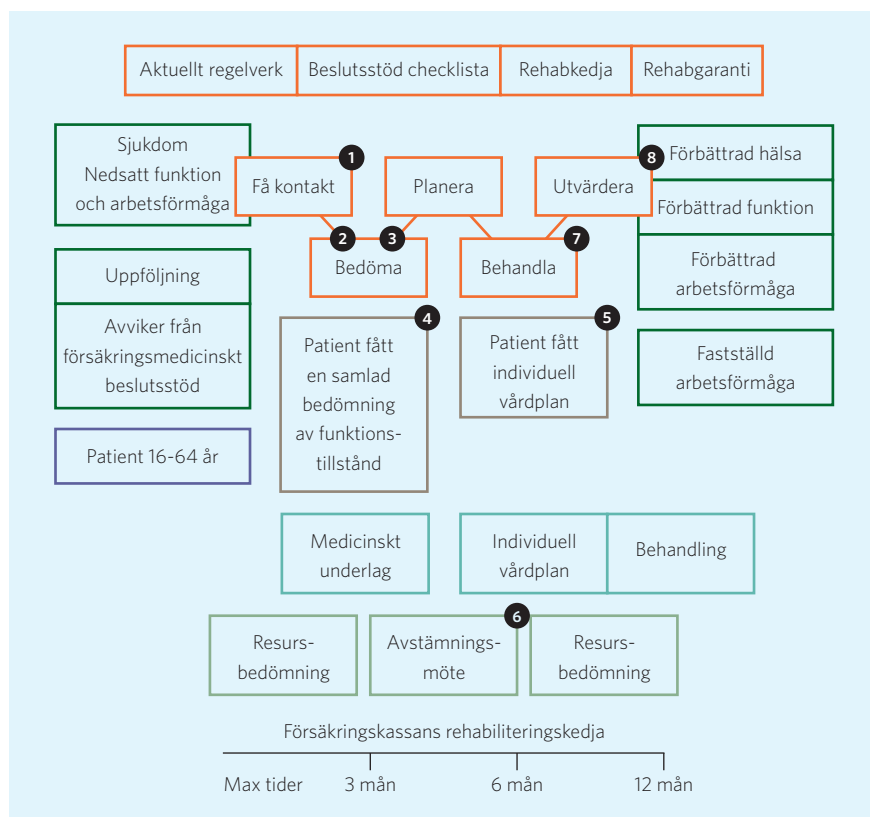 Aktuellt regelverk
Beslutsstöd checklista
Rehabkedja
Rehabgaranti
Sjukdom
Nedsatt funktion
och arbetsförmåga
1
Få kontakt
Planera
Utvärdera
8
Förbättrad hälsa
Förbättrad funktion
2
3
Bedöma
7
Behandla
Förbättrad
arbetsförmåga
Uppföljning
Avviker från
försäkringsmedicinskt
beslutsstöd
4
Patient fått
en samlad
bedömning
av funktions-
tillstånd
5
Patient fått
individuell
vårdplan
Fastställd
arbetsförmåga
Patient 16-64 år
Medicinskt
underlag
Individuell
vårdplan
Behandling
Resurs-
bedömning
6
Avstämnings-
möte
Resurs-
bedömning
Försäkringskassans rehabiliteringskedja
Max tider
3 mån
6 mån
12 mån